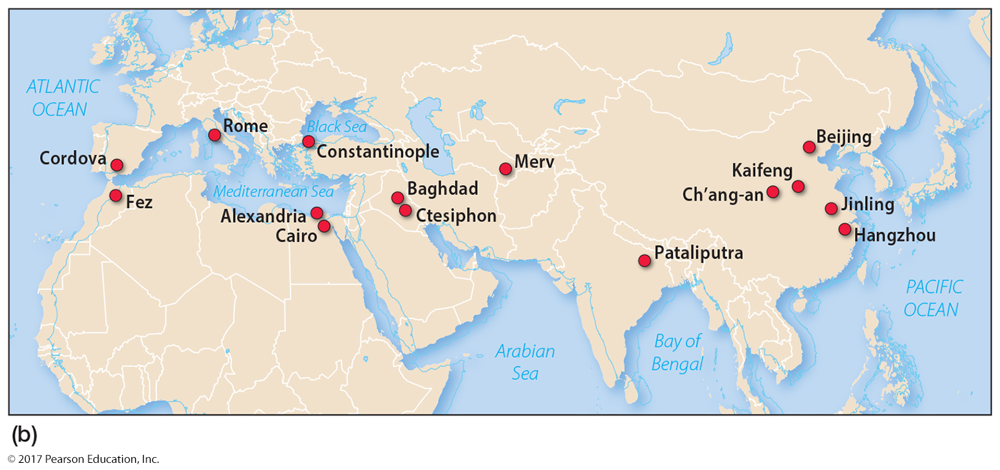 ATLANTIC
OCEAN
Rome
Black Sea
Constantinople
Cordova
Fez
Mediterranean Sea
Alexandria
Cairo
Baghdad
Ctesiphon
Merv
Beijing
Kaifeng
Ch'ang-an
Jinling
Hangzhou
Pataliputra
PACIFIC
OCEAN
Arabian
Sea
Bay of
Bengal
(b)
© 2017 Pearson Education, Inc.